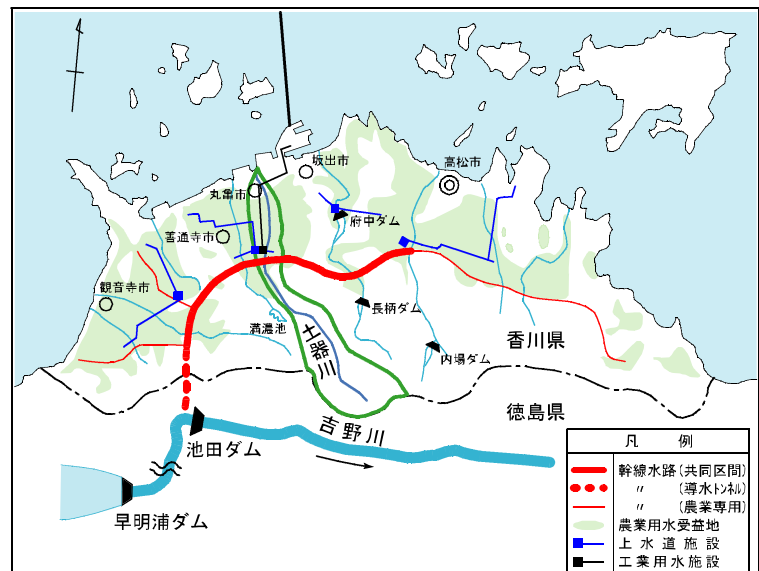 坂出市
高松市
丸亀市
府中ダム
善通寺市
観音寺市
長柄ダム
満濃池
土器川
香川県
内場ダム
徳島県
吉野川
池田ダム
早明浦ダム
凡 例
幹線水路(共同区間)
〃 (導水トンネル)
〃 (農業専用)
農業用水受益地
上水道施設
工業用水施設